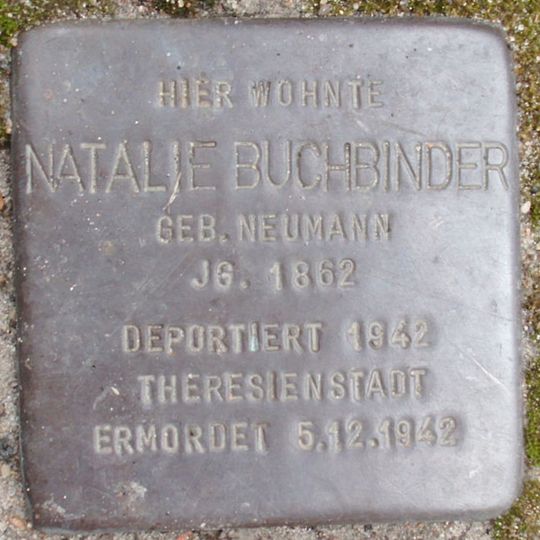 HIER WOHNTE
NATALIE BUCHBINDER
GEB. NEUMANN
JG. 1862
DEPORTIERT 1942
THERESIENSTADT
ERMORDET 5.12.1942